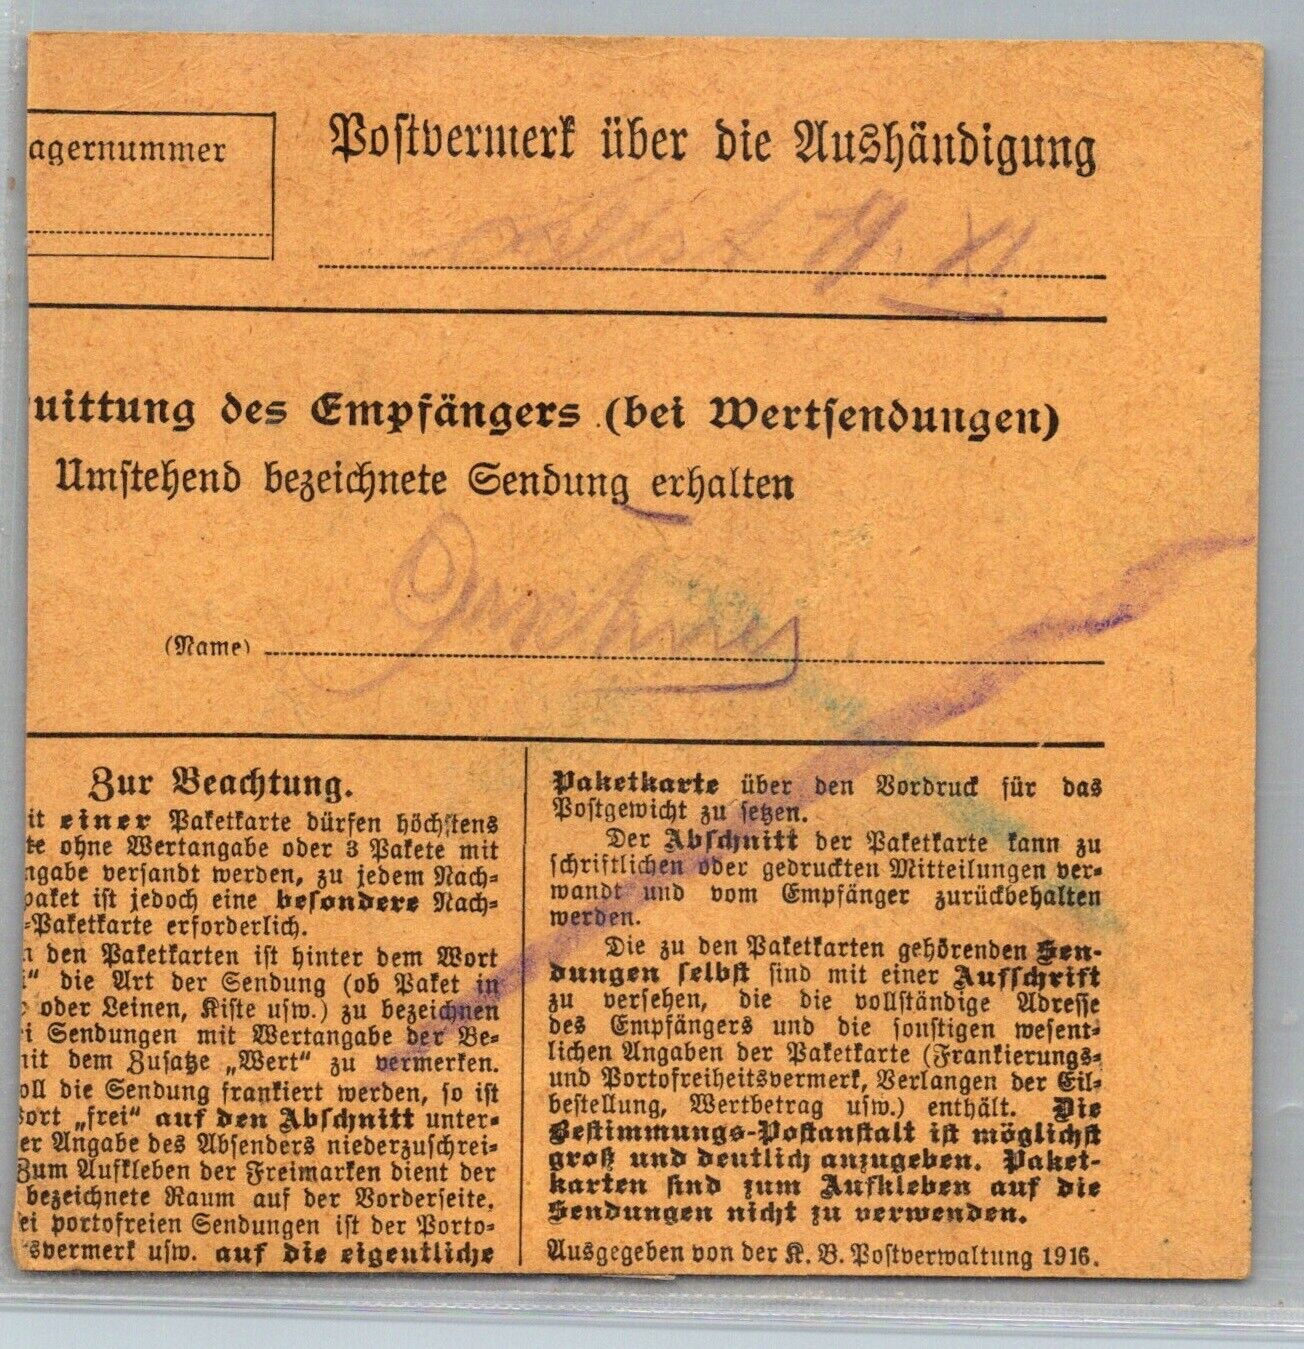 agernummer
Postvermerk über die Aushändigung
selbst 19. XI
uittung des Empfängers (bei Wertsendungen)
Umstehend bezeichnete Sendung erhalten
(Name)
Zur Beachtung.
it einer Paketkarte dürfen höchstens
te ohne Wertangabe oder 3 Pakete mit
ngabe versandt werden, zu jedem Nach-
paket ist jedoch eine besondere Nach-
-Paketkarte erforderlich.
n den Paketkarten ist hinter dem Wort
“ die Art der Sendung (ob Paket in
oder Leinen, Kiste usw.) zu bezeichnen
i Sendungen mit Wertangabe der Be-
it dem Zusatze „Wert“ zu vermerken.
oll die Sendung frankiert werden, so ist
ort „frei“ auf den Abschnitt unter-
er Angabe des Absenders niederzuschrei-
Zum Aufkleben der Freimarken dient der
bezeichnete Raum auf der Vorderseite.
ei portofreien Sendungen ist der Porto-
svermerk usw. auf die eigentliche
Paketkarte über den Vordruck für das
Postgewicht zu setzen.
Der Abschnitt der Paketkarte kann zu
schriftlichen oder gedruckten Mitteilungen ver-
wandt und vom Empfänger zurückbehalten
werden.
Die zu den Paketkarten gehörenden Sen-
dungen selbst sind mit einer Aufschrift
zu versehen, die die vollständige Adresse
des Empfängers und die sonstigen wesent-
lichen Angaben der Paketkarte (Frankierungs-
und Portofreiheitsvermerk, Verlangen der Eil-
bestellung, Wertbetrag usw.) enthält. Die
Bestimmungs-Postanstalt ist möglichst
groß und deutlich anzugeben. Paket-
karten sind zum Aufkleben auf die
Sendungen nicht zu verwenden.
Ausgegeben von der K. B. Postverwaltung 1916.